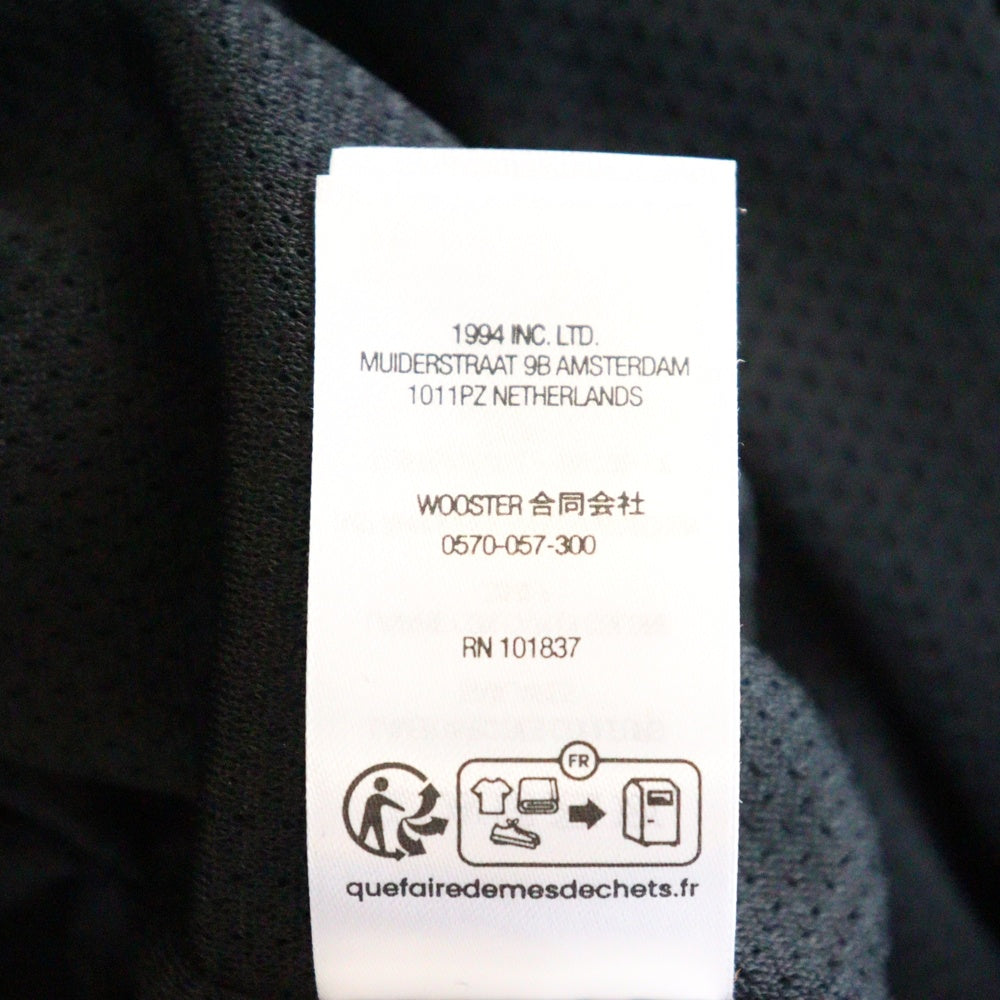 1994 INC. LTD.
MUIDERSTRAAT 9B AMSTERDAM
1011PZ NETHERLANDS
WOOSTER 合同会社
0570-057-300
RN 101837
FR
quefairedemesdechets.fr